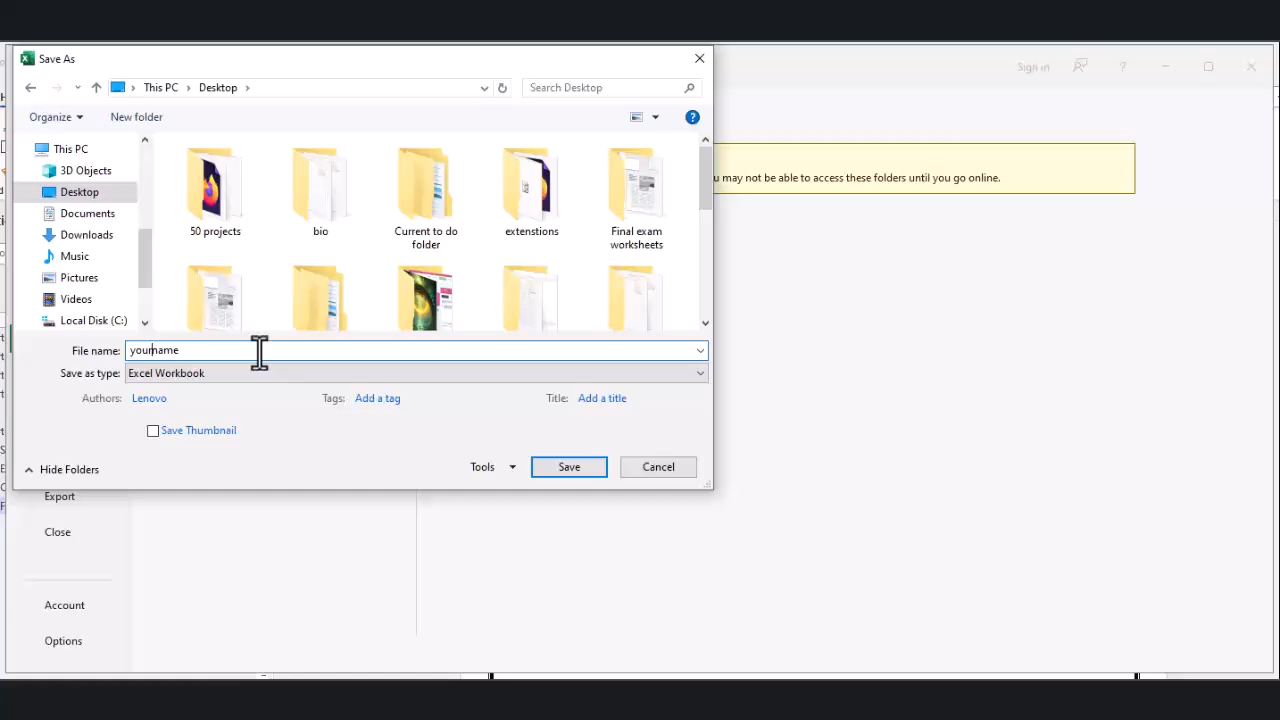 Save As
Sign in
This PC
Desktop
Search Desktop
Organize
New folder
u may not be able to access these folders until you go online.
This PC
3D Objects
Desktop
Documents
Downloads
Music
Pictures
Videos
Local Disk (C:)
50 projects
bio
Current to do
folder
extenstions
Final exam
worksheets
File name:
yourname
Save as type:
Excel Workbook
Authors:
Lenovo
Tags:
Add a tag
Title:
Add a title
Save Thumbnail
Hide Folders
Tools
Save
Cancel
Export
Close
Account
Options